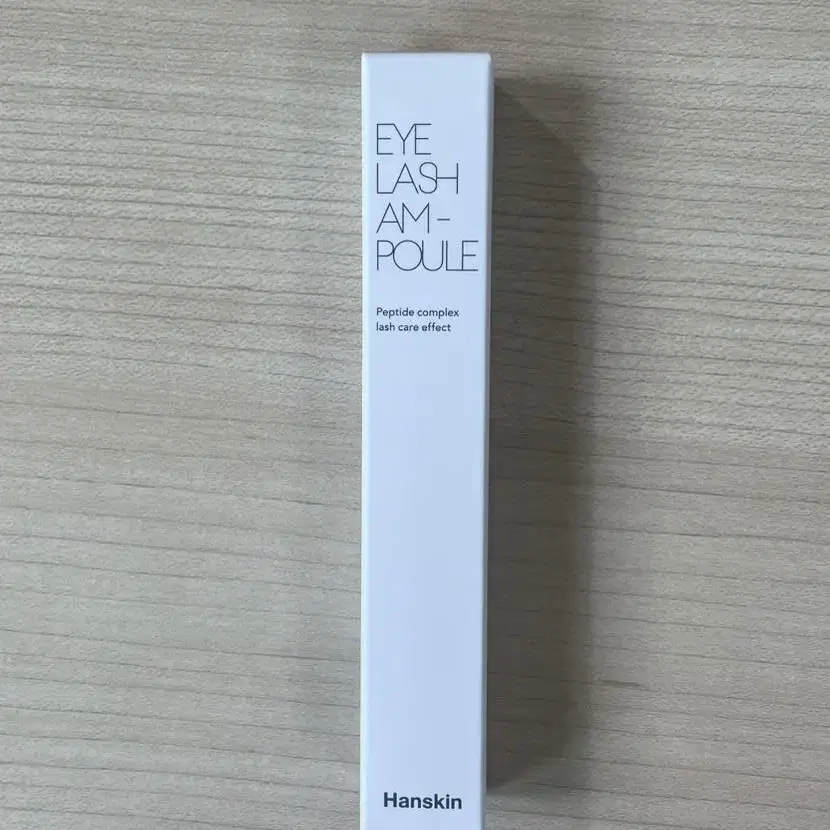 EYE
LASH
AM-
POULE
Peptide complex
lash care effect
Hanskin